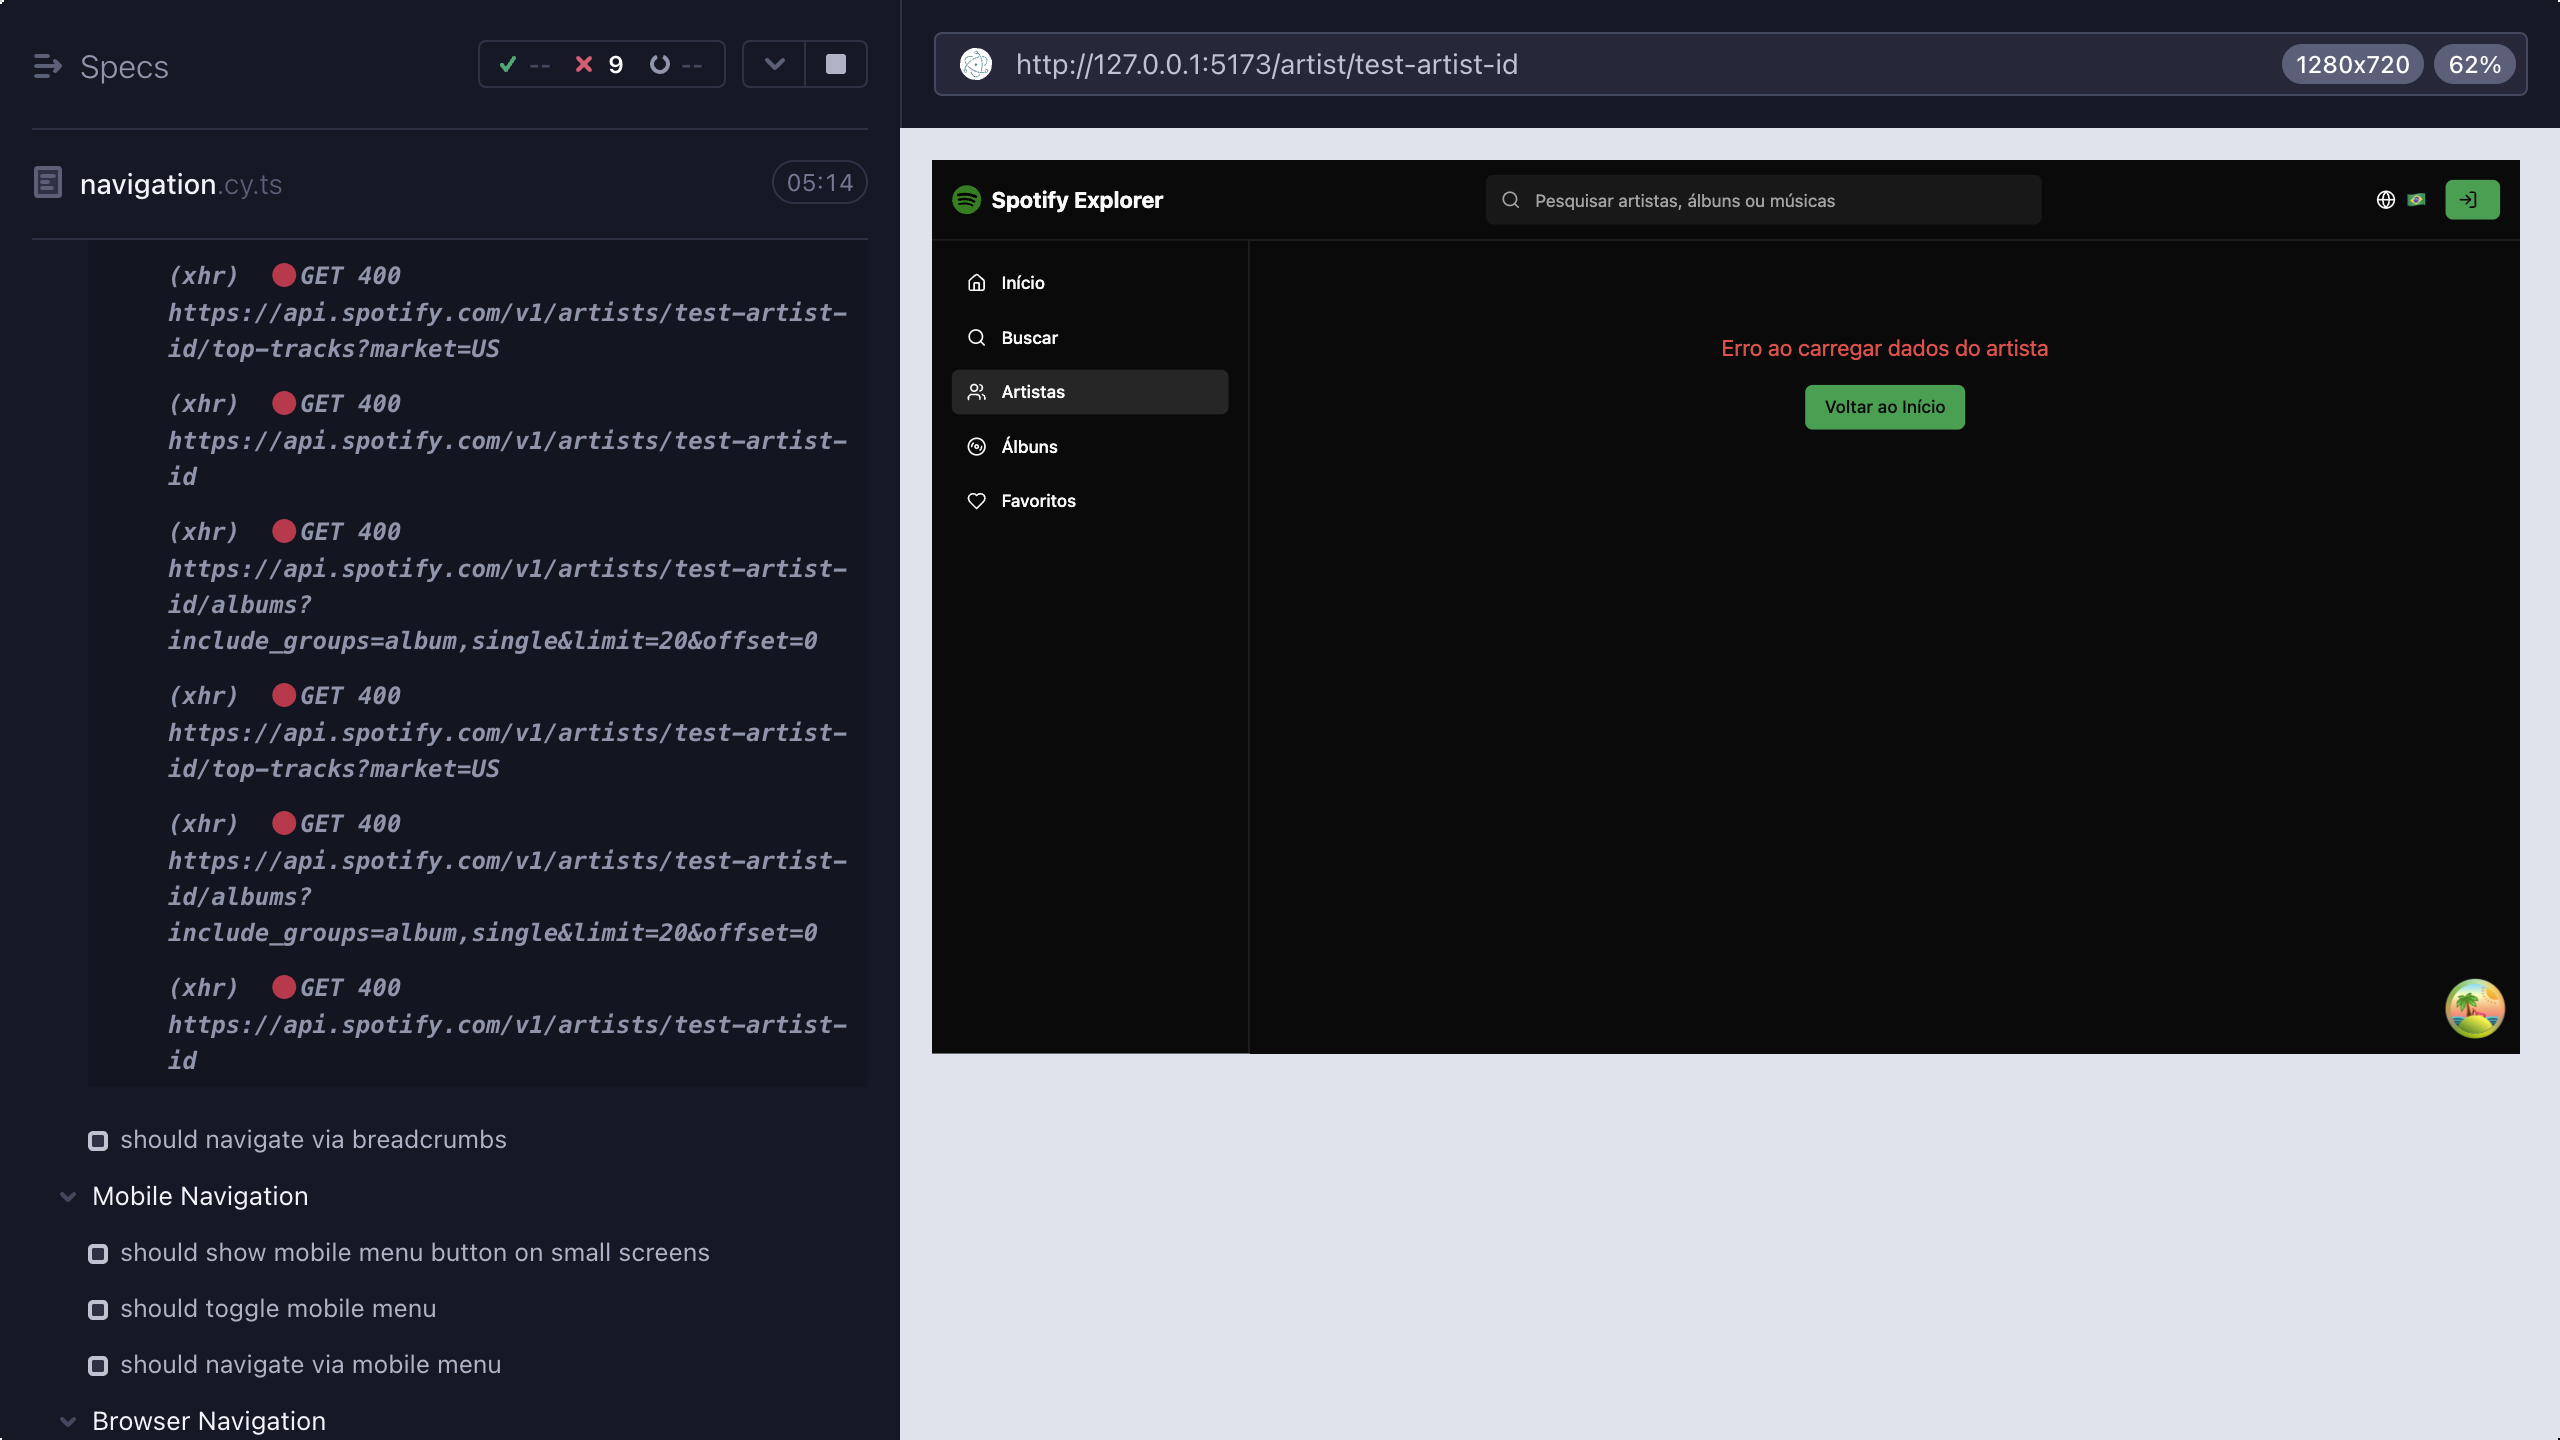 Specs
--
9
--
navigation.cy.ts
05:14
(xhr) GET 400
https://api.spotify.com/v1/artists/test-artist-
id/top-tracks?market=US
(xhr) GET 400
https://api.spotify.com/v1/artists/test-artist-
id
(xhr) GET 400
https://api.spotify.com/v1/artists/test-artist-
id/albums?
include_groups=album,single&limit=20&offset=0
(xhr) GET 400
https://api.spotify.com/v1/artists/test-artist-
id/top-tracks?market=US
(xhr) GET 400
https://api.spotify.com/v1/artists/test-artist-
id/albums?
include_groups=album,single&limit=20&offset=0
(xhr) GET 400
https://api.spotify.com/v1/artists/test-artist-
id
should navigate via breadcrumbs
Mobile Navigation
should show mobile menu button on small screens
should toggle mobile menu
should navigate via mobile menu
Browser Navigation
http://127.0.0.1:5173/artist/test-artist-id
1280x720
62%
Spotify Explorer
Pesquisar artistas, álbuns ou músicas
Início
Buscar
Artistas
Álbuns
Favoritos
Erro ao carregar dados do artista
Voltar ao Início